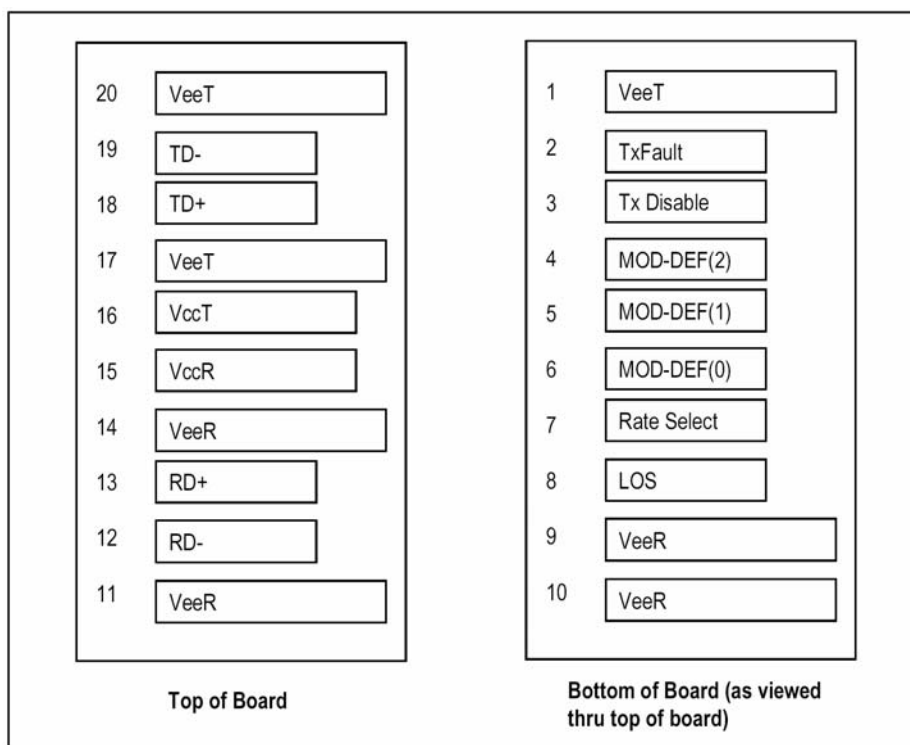 20 VeeT
19 TD-
18 TD+
17 VeeT
16 VccT
15 VccR
14 VeeR
13 RD+
12 RD-
11 VeeR
Top of Board
1 VeeT
2 TxFault
3 Tx Disable
4 MOD-DEF(2)
5 MOD-DEF(1)
6 MOD-DEF(0)
7 Rate Select
8 LOS
9 VeeR
10 VeeR
Bottom of Board (as viewed
thru top of board)